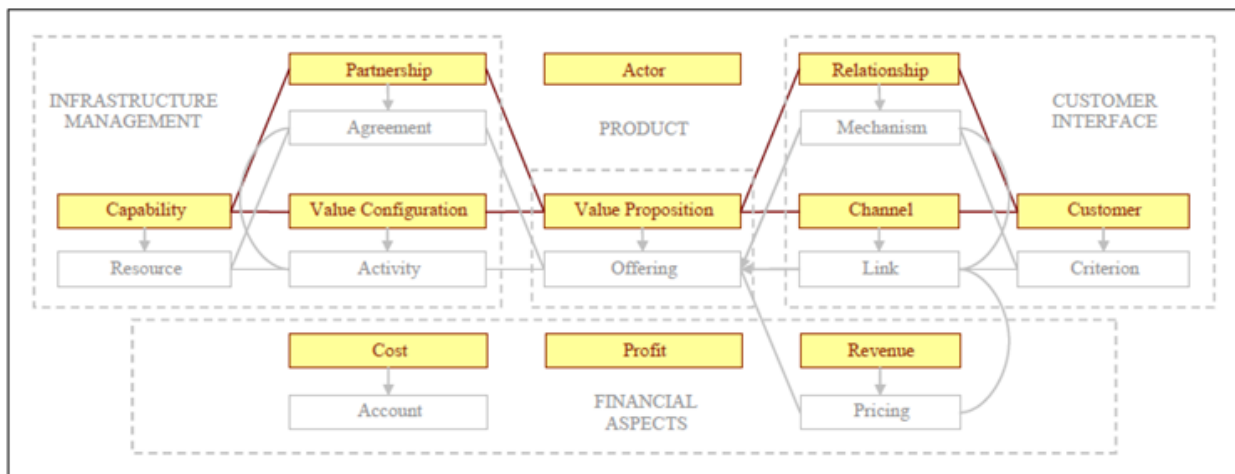 Partnership
Actor
Relationship
INFRASTRUCTURE
MANAGEMENT
CUSTOMER
INTERFACE
Agreement
PRODUCT
Mechanism
Capability
Value Configuration
Value Proposition
Channel
Customer
Resource
Activity
Offering
Link
Criterion
Cost
Profit
Revenue
Account
FINANCIAL
ASPECTS
Pricing